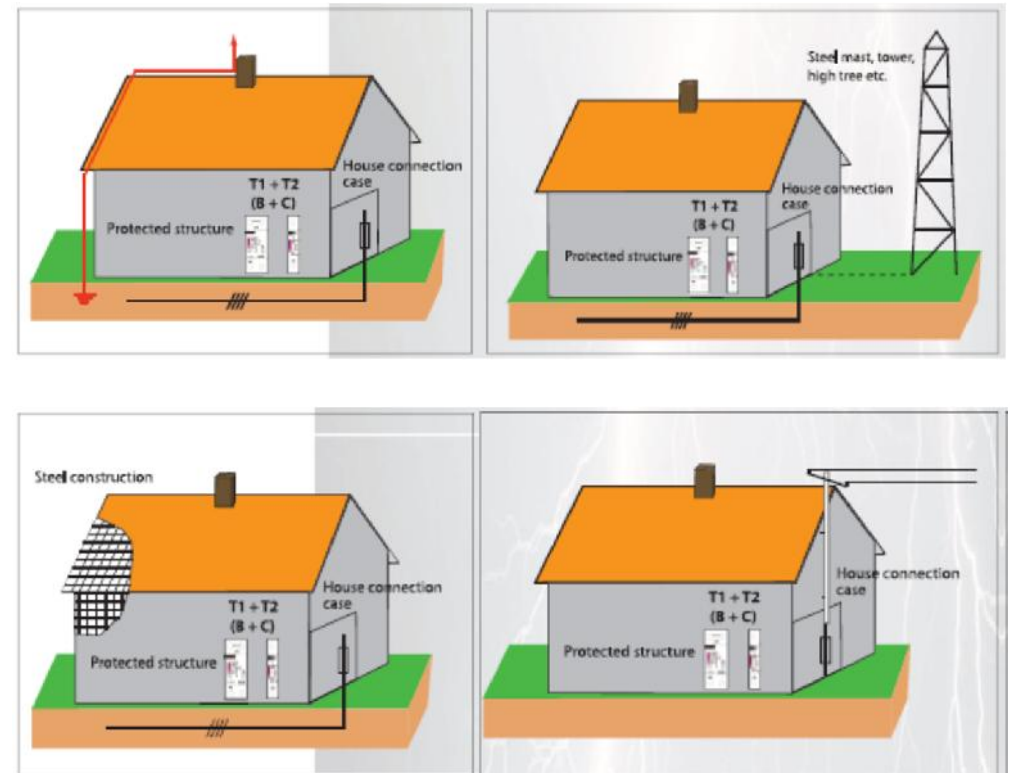 House connection
case
T1 + T2
(B + C)
Protected structure
Steel mast, tower,
high tree etc.
House connection
case
T1 + T2
(B + C)
Protected structure
Steel construction
House connection
case
T1 + T2
(B + C)
Protected structure
House connection
case
T1 + T2
(B + C)
Protected structure